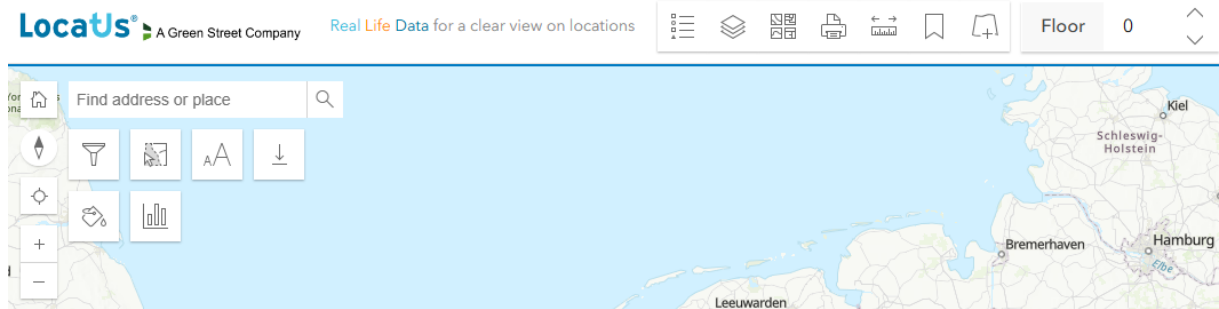 Locatus® A Green Street Company
Real Life Data for a clear view on locations
Floor 0
Find address or place
Kiel
Schleswig-
Holstein
Hamburg
Bremerhaven
Elbe
Leeuwarden